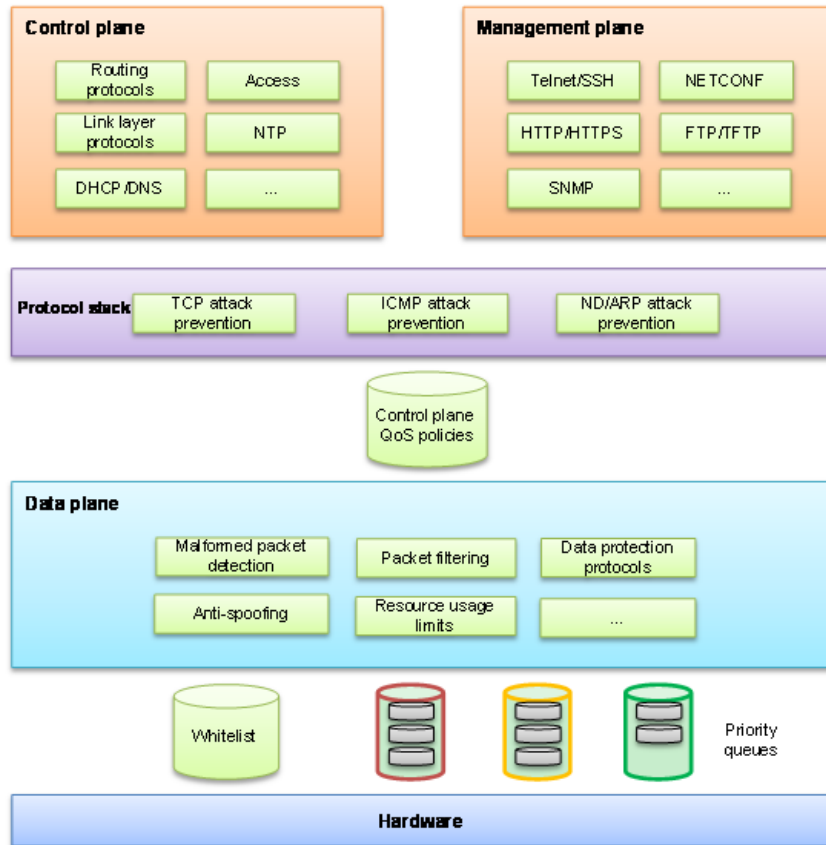 Control plane
Routing
protocols
Access
Link layer
protocols
NTP
DHCP/DNS
...
Management plane
Telnet/SSH
NETCONF
HTTP/HTTPS
FTP/TFTP
SNMP
...
Protocol stack
TCP attack
prevention
ICMP attack
prevention
ND/ARP attack
prevention
Control plane
QoS policies
Data plane
Malformed packet
detection
Packet filtering
Data protection
protocols
Anti-spoofing
Resource usage
limits
...
Whitelist
Priority
queues
Hardware